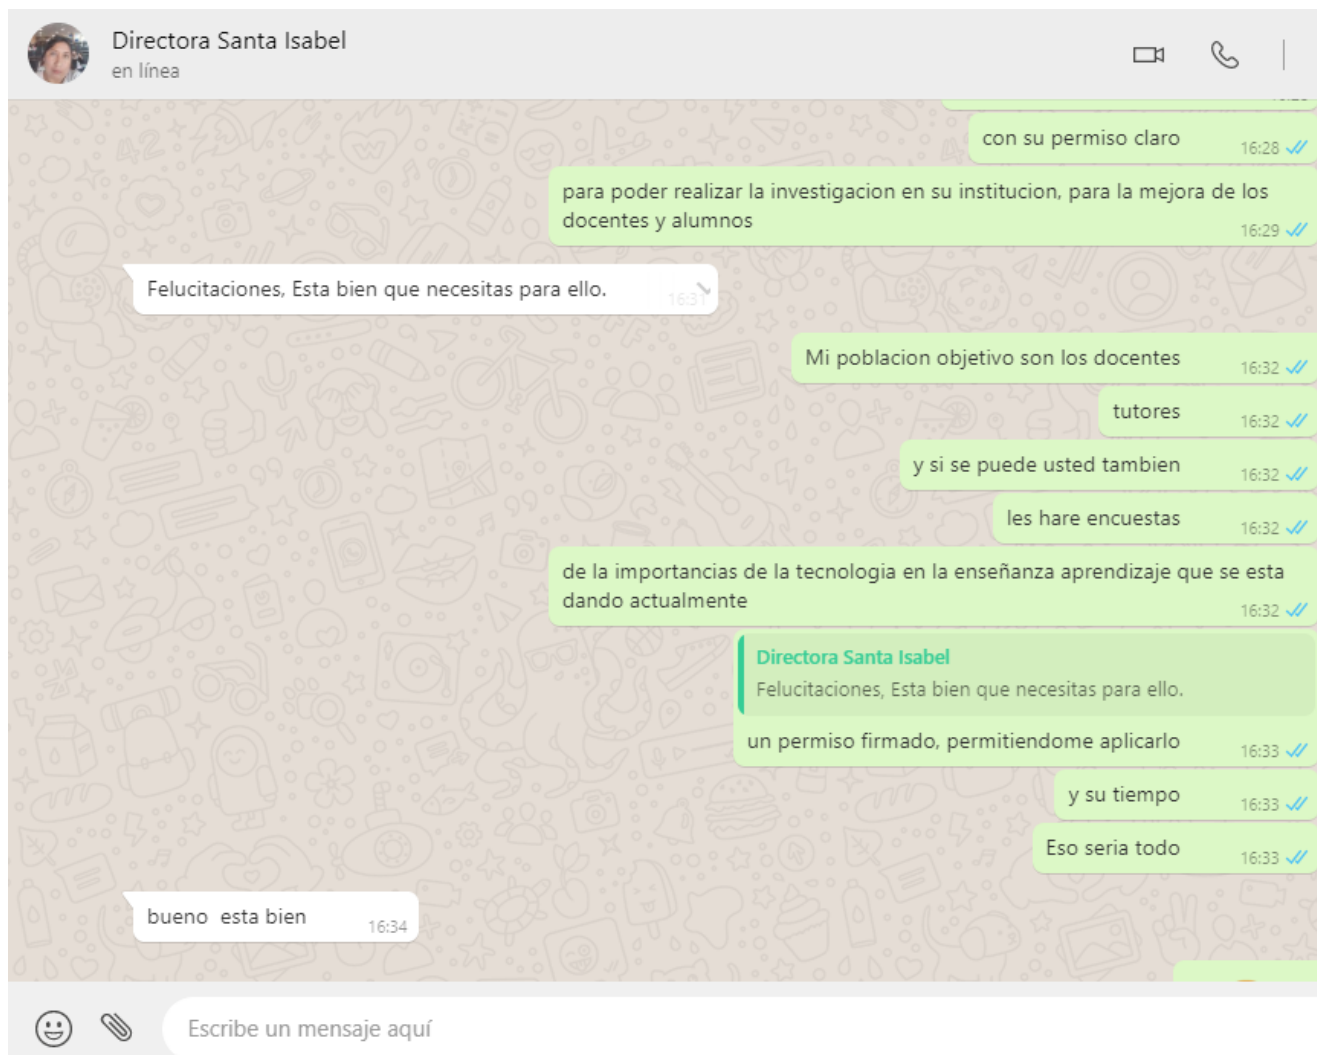 Directora Santa Isabel
en línea
con su permiso claro
16:28
para poder realizar la investigacion en su institucion, para la mejora de los
docentes y alumnos
16:29
Felucitaciones, Esta bien que necesitas para ello.
16:31
Mi poblacion objetivo son los docentes
16:32
tutores
16:32
y si se puede usted tambien
16:32
les hare encuestas
16:32
de la importancias de la tecnologia en la enseñanza aprendizaje que se esta
dando actualmente
16:32
Directora Santa Isabel
Felucitaciones, Esta bien que necesitas para ello.
un permiso firmado, permitiendome aplicarlo
16:33
y su tiempo
16:33
Eso seria todo
16:33
bueno  esta bien
16:34
Escribe un mensaje aquí